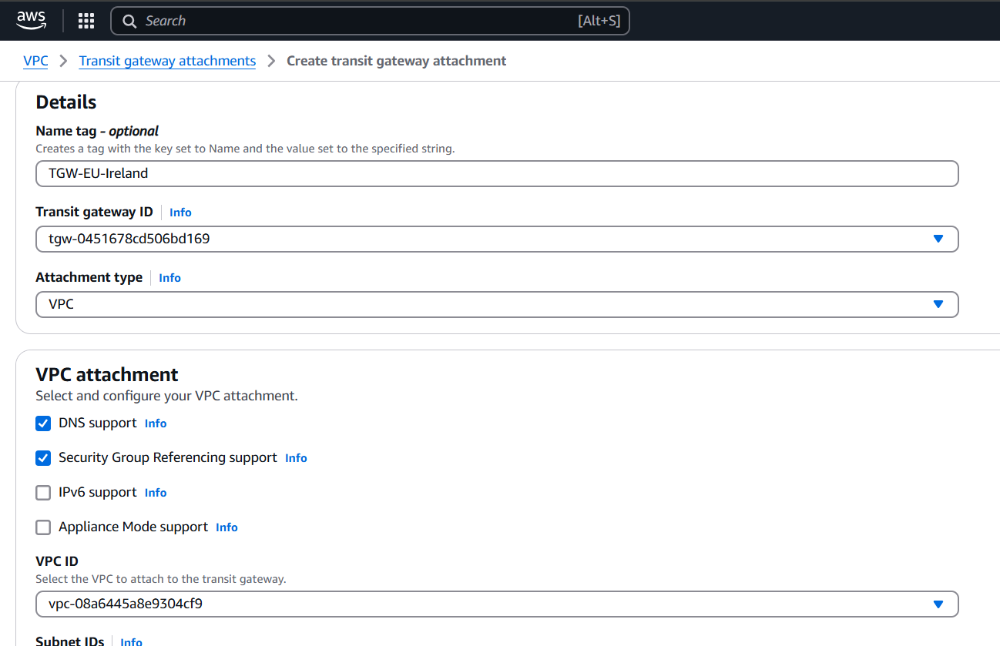 aws Search [Alt+S]
VPC > Transit gateway attachments > Create transit gateway attachment
Details
Name tag - optional
Creates a tag with the key set to Name and the value set to the specified string.
TGW-EU-Ireland
Transit gateway ID Info
tgw-0451678cd506bd169
Attachment type Info
VPC
VPC attachment
Select and configure your VPC attachment.
DNS support Info
Security Group Referencing support Info
IPv6 support Info
Appliance Mode support Info
VPC ID
Select the VPC to attach to the transit gateway.
vpc-08a6445a8e9304cf9
Subnet IDs Info